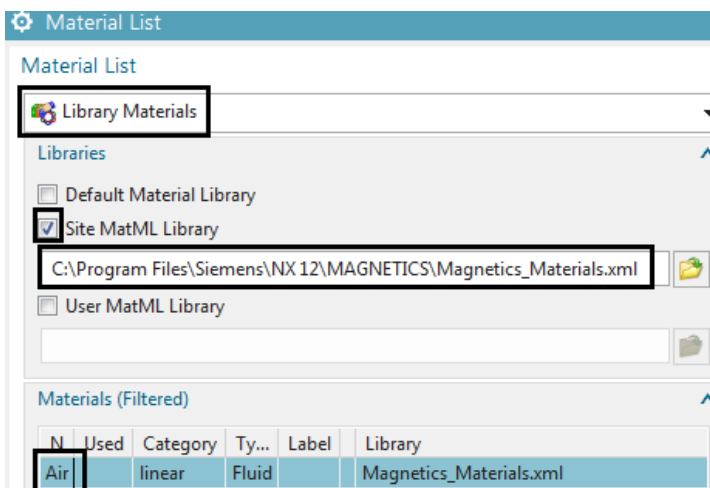 Material List
Material List
Library Materials
Libraries
Default Material Library
Site MatML Library
C:\Program Files\Siemens\NX 12\MAGNETICS\Magnetics_Materials.xml
User MatML Library
Materials (Filtered)
N Used Category Ty... Label Library
Air linear Fluid Magnetics_Materials.xml